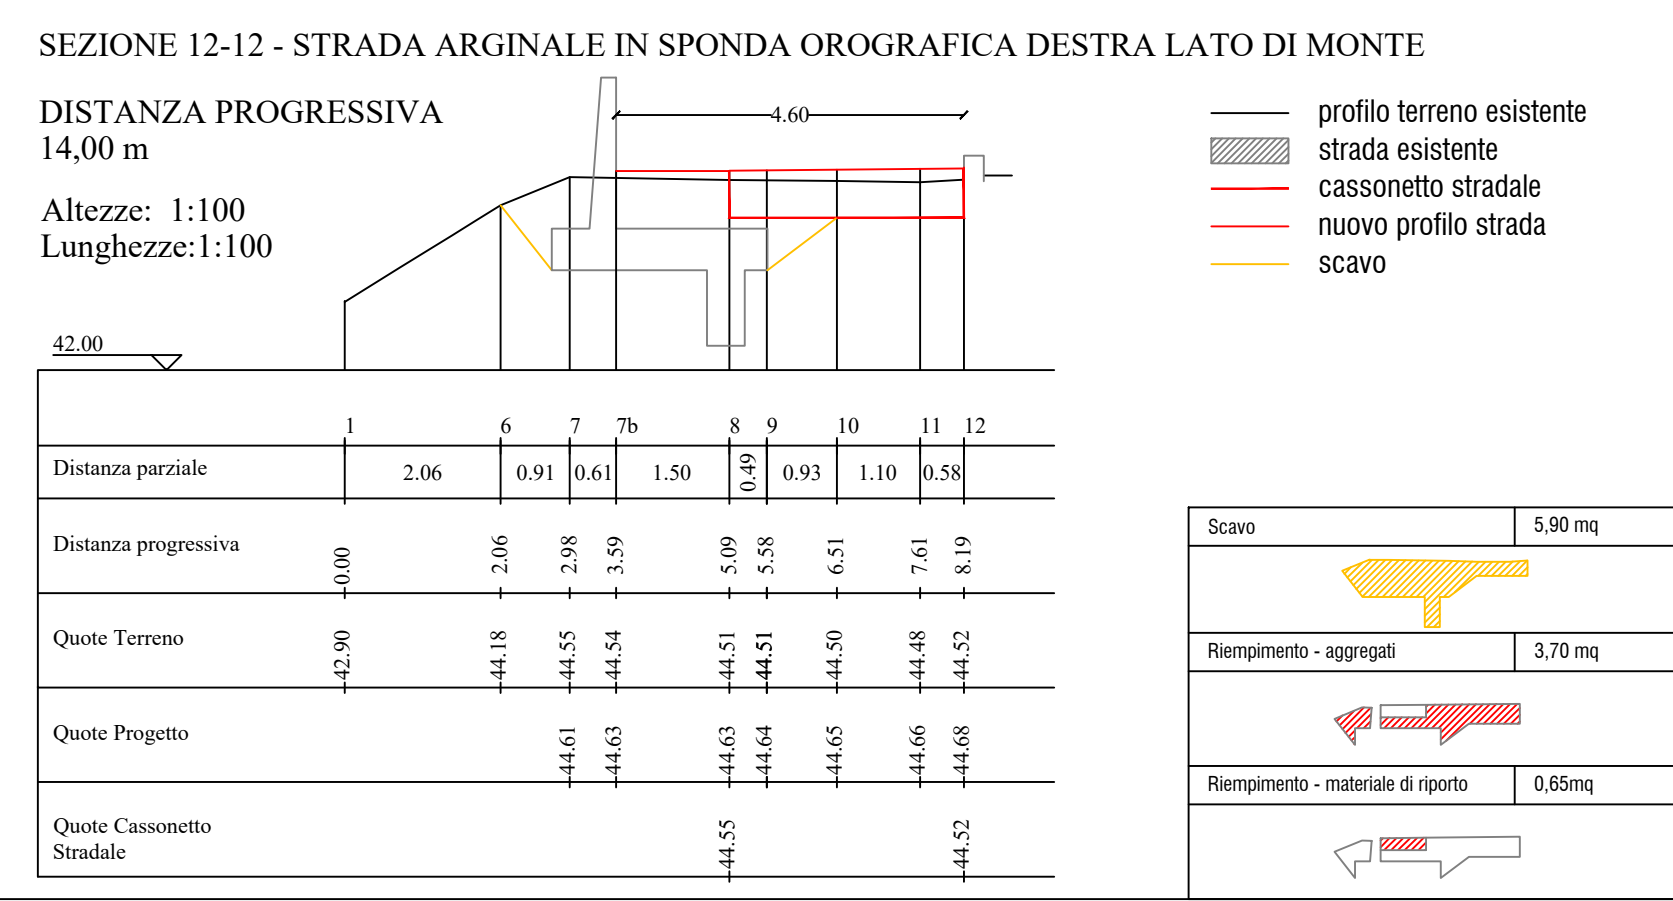 SEZIONE 12-12 - STRADA ARGINALE IN SPONDA OROGRAFICA DESTRA LATO DI MONTE
DISTANZA PROGRESSIVA
14,00 m
Altezze: 1:100
Lunghezze:1:100
4.60
profilo terreno esistente
strada esistente
cassonetto stradale
nuovo profilo strada
scavo
42.00
1 6 7 7b 8 9 10 11 12
Distanza parziale 2.06 0.91 0.61 1.50 0.49 0.93 1.10 0.58
Distanza progressiva 0.00 2.06 2.98 3.59 5.09 5.58 6.51 7.61 8.19
Quote Terreno 42.90 44.18 44.55 44.54 44.51 44.51 44.50 44.48 44.52
Quote Progetto 44.61 44.63 44.63 44.64 44.65 44.66 44.68
Quote Cassonetto
Stradale 44.55 44.52
Scavo 5,90 mq
Riempimento - aggregati 3,70 mq
Riempimento - materiale di riporto 0,65mq